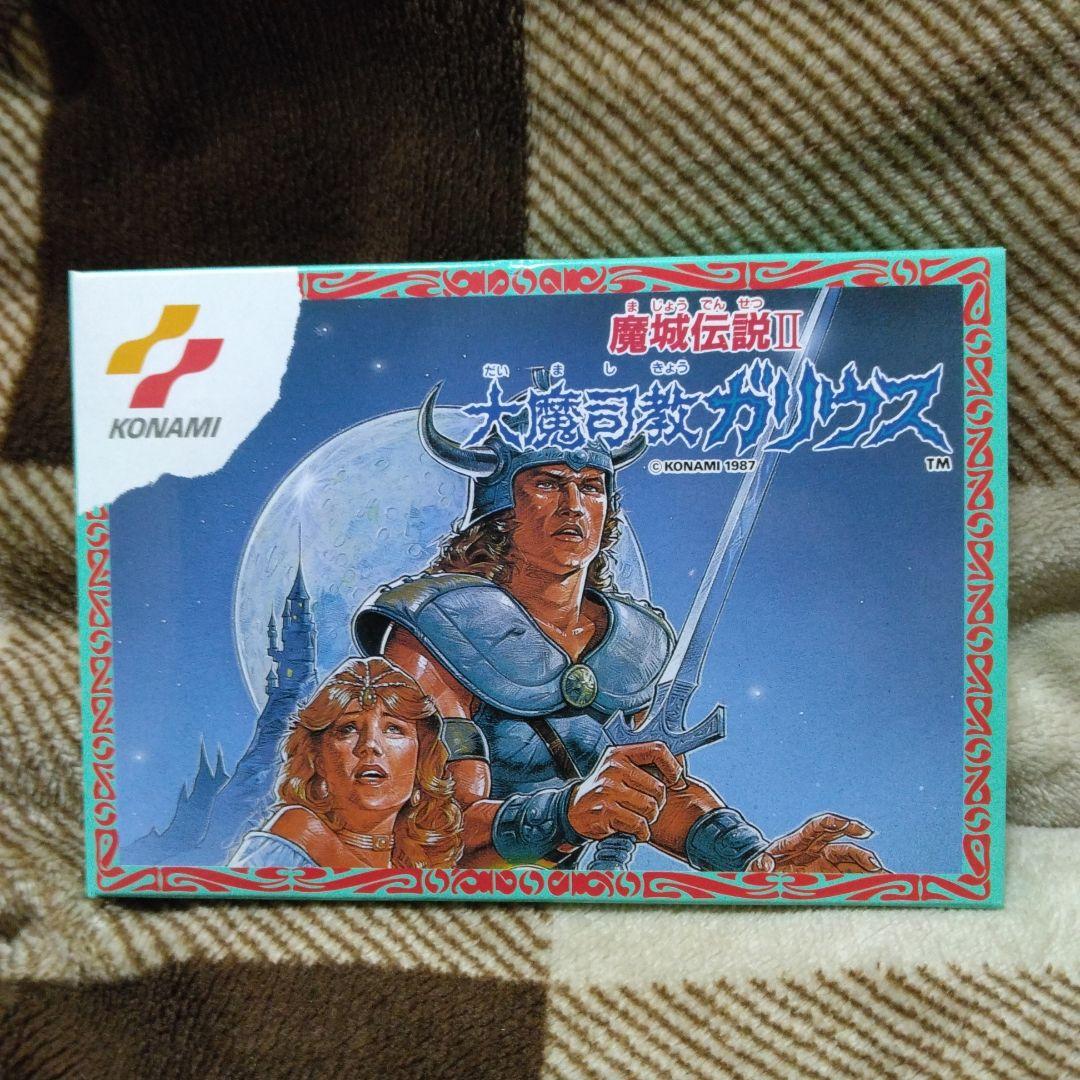 KONAMI
ま じょう でん せつ
魔城伝説II
だい ま し きょう
大魔司教ガリウス
TM
© KONAMI 1987